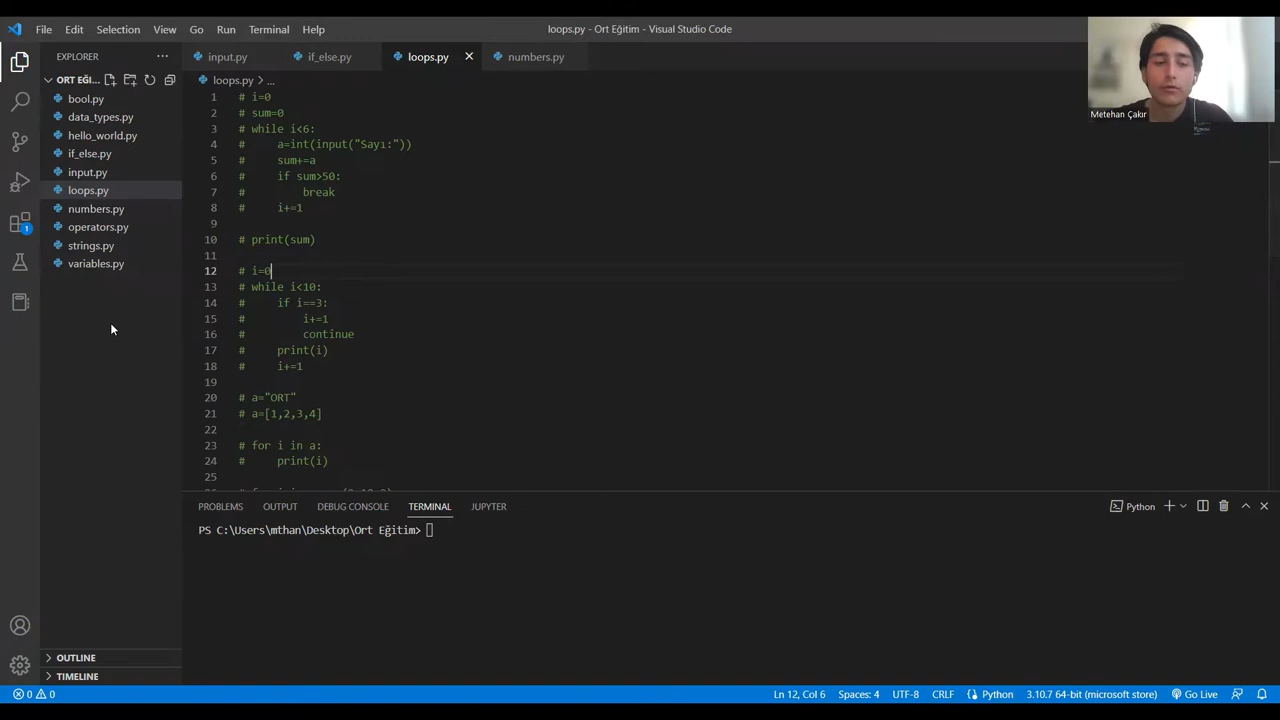 File Edit Selection View Go Run Terminal Help
loops.py - Ort Eğitim - Visual Studio Code
EXPLORER
ORT EĞİ...
bool.py
data_types.py
hello_world.py
if_else.py
input.py
loops.py
numbers.py
operators.py
strings.py
variables.py
OUTLINE
TIMELINE
1
input.py if_else.py loops.py numbers.py
loops.py > ...
1 # i=0
2 # sum=0
3 # while i<6:
4 #     a=int(input("Sayı:"))
5 #     sum+=a
6 #     if sum>50:
7 #         break
8 #     i+=1
9
10 # print(sum)
11
12 # i=0
13 # while i<10:
14 #     if i==3:
15 #         i+=1
16 #         continue
17 #     print(i)
18 #     i+=1
19
20 # a="ORT"
21 # a=[1,2,3,4]
22
23 # for i in a:
24 #     print(i)
25
Metehan Çakır
PROBLEMS OUTPUT DEBUG CONSOLE TERMINAL JUPYTER
Python
PS C:\Users\mthan\Desktop\Ort Eğitim>
0 0
Ln 12, Col 6 Spaces: 4 UTF-8 CRLF Python 3.10.7 64-bit (microsoft store) Go Live